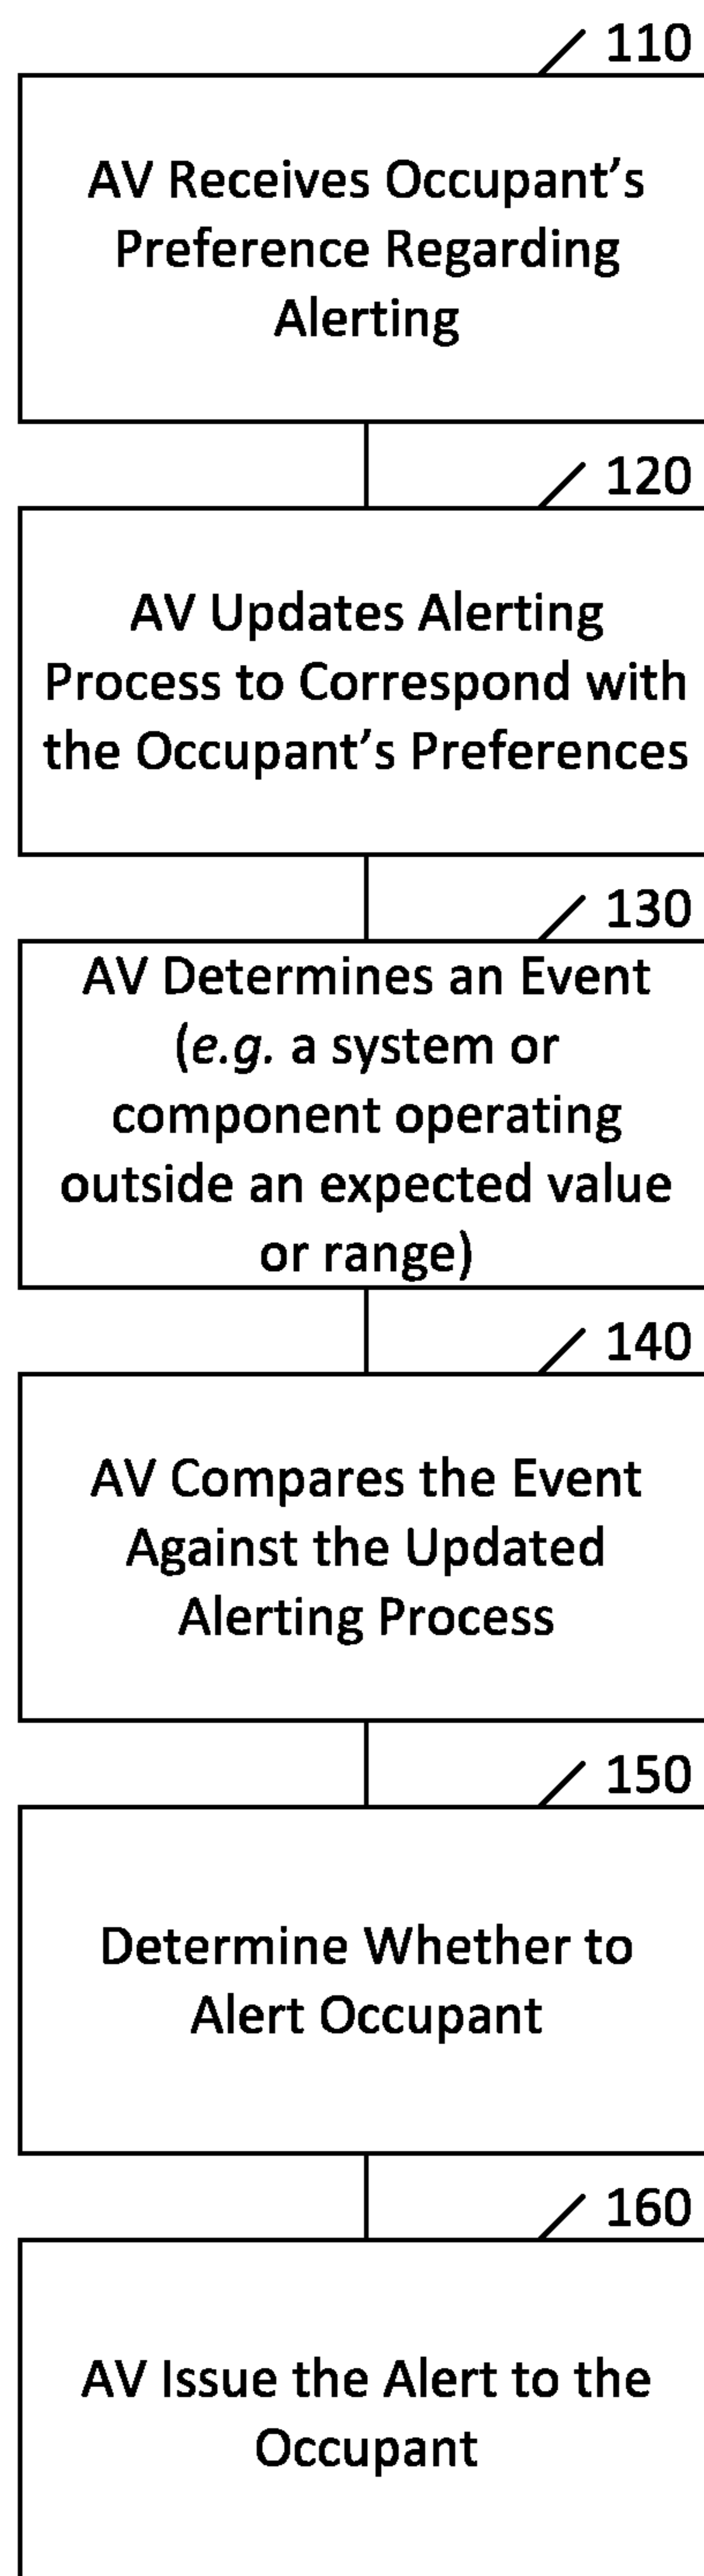 110
AV Receives Occupant’s
Preference Regarding
Alerting
120
AV Updates Alerting
Process to Correspond with
the Occupant’s Preferences
130
AV Determines an Event
(e.g. a system or
component operating
outside an expected value
or range)
140
AV Compares the Event
Against the Updated
Alerting Process
150
Determine Whether to
Alert Occupant
160
AV Issue the Alert to the
Occupant